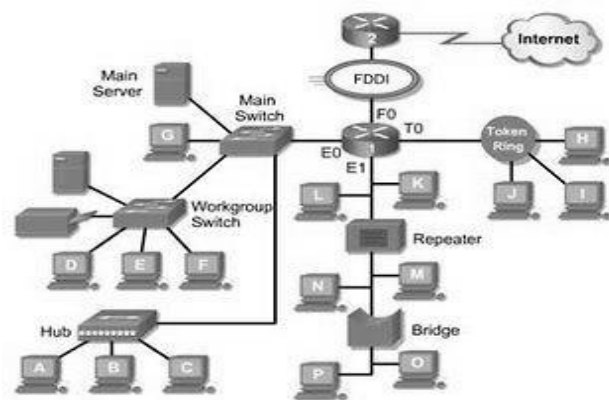 2
Internet
FDDI
Main
Server
Main
Switch
F0
T0
G
E0
1
E1
Token
Ring
H
J
I
L
K
Workgroup
Switch
Repeater
D
E
F
N
M
Hub
Bridge
A
B
C
P
O